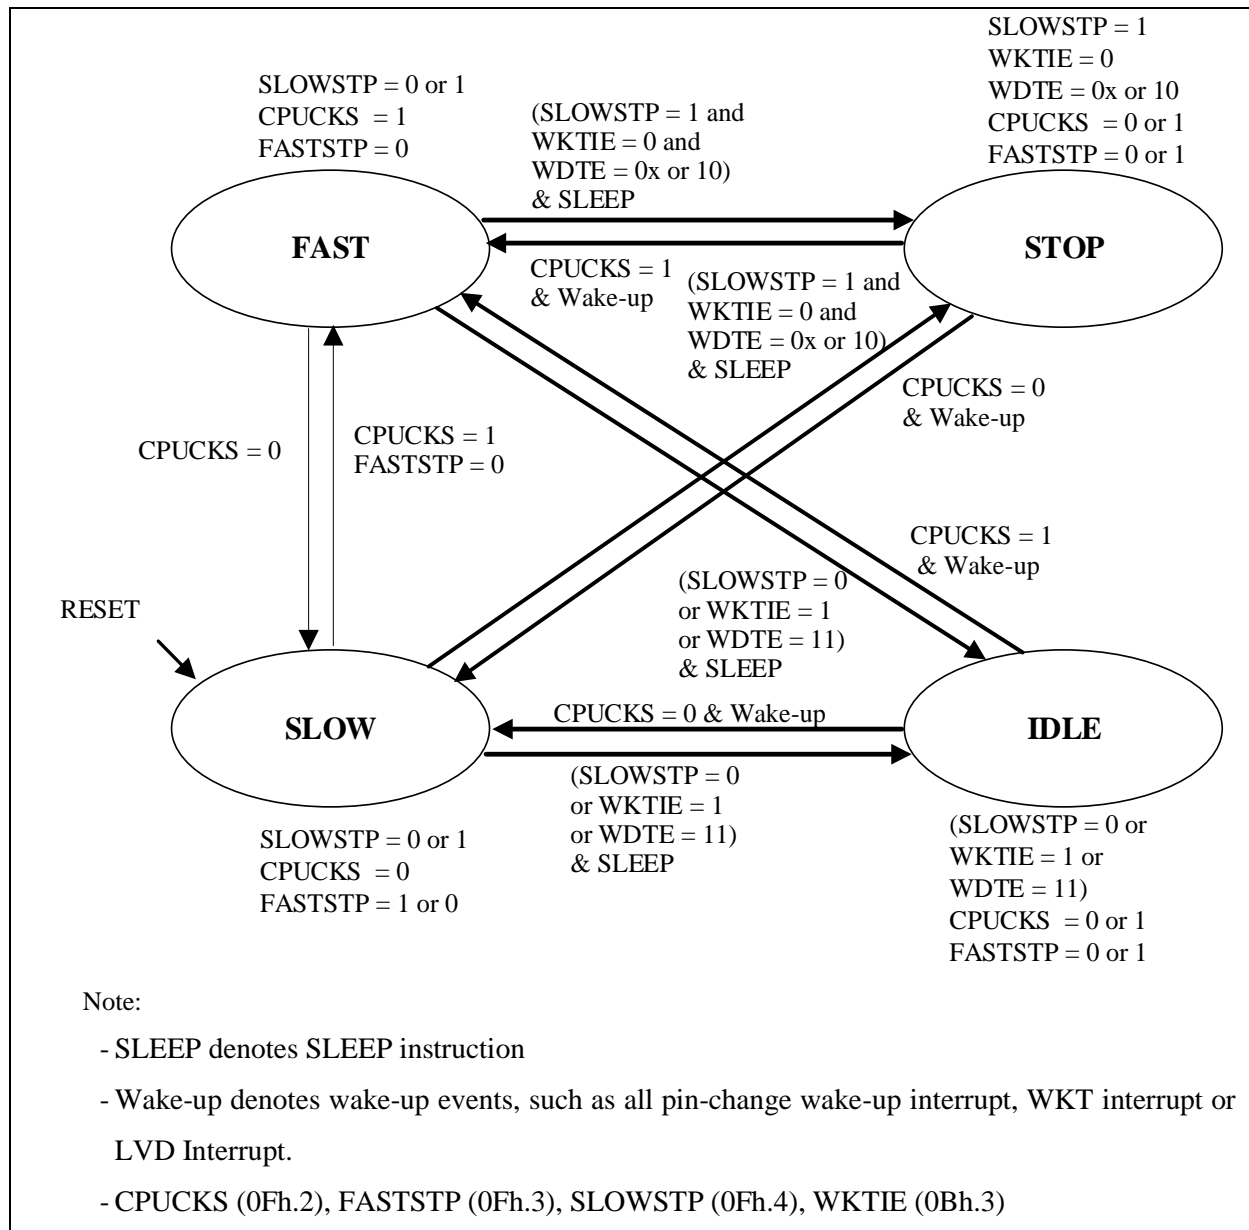 SLOWSTP = 1
WKTIE = 0
WDTE = 0x or 10
CPUCKS  = 0 or 1
FASTSTP = 0 or 1
SLOWSTP = 0 or 1
CPUCKS  = 1
FASTSTP = 0
(SLOWSTP = 1 and
WKTIE = 0 and
WDTE = 0x or 10)
& SLEEP
FAST
STOP
CPUCKS = 1
& Wake-up
(SLOWSTP = 1 and
WKTIE = 0 and
WDTE = 0x or 10)
& SLEEP
CPUCKS = 0
& Wake-up
CPUCKS = 0
CPUCKS = 1
FASTSTP = 0
CPUCKS = 1
& Wake-up
(SLOWSTP = 0
or WKTIE = 1
or WDTE = 11)
& SLEEP
RESET
SLOW
CPUCKS = 0 & Wake-up
IDLE
(SLOWSTP = 0
or WKTIE = 1
or WDTE = 11)
& SLEEP
SLOWSTP = 0 or 1
CPUCKS  = 0
FASTSTP = 1 or 0
(SLOWSTP = 0 or
WKTIE = 1 or
WDTE = 11)
CPUCKS  = 0 or 1
FASTSTP = 0 or 1
Note:
- SLEEP denotes SLEEP instruction
- Wake-up denotes wake-up events, such as all pin-change wake-up interrupt, WKT interrupt or
LVD Interrupt.
- CPUCKS (0Fh.2), FASTSTP (0Fh.3), SLOWSTP (0Fh.4), WKTIE (0Bh.3)